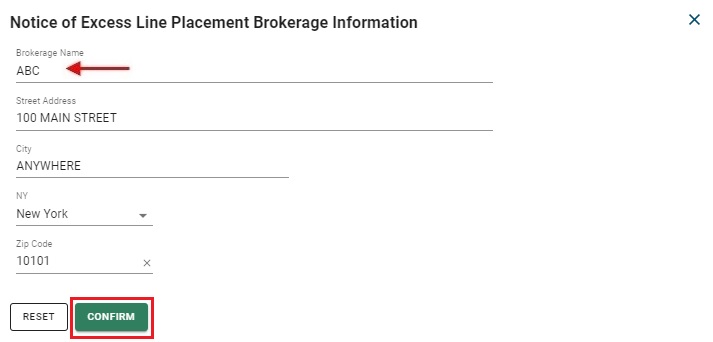 Notice of Excess Line Placement Brokerage Information
Brokerage Name
ABC
Street Address
100 MAIN STREET
City
ANYWHERE
NY
New York
Zip Code
10101
RESET CONFIRM